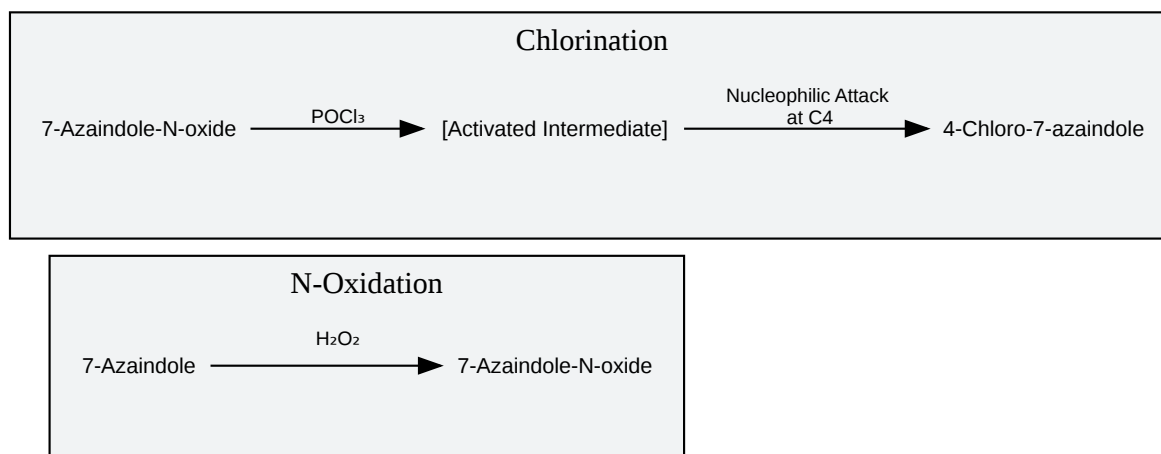 Chlorination
7-Azaindole-N-oxide
POCl₃
[Activated Intermediate]
Nucleophilic Attack
at C4
4-Chloro-7-azaindole
N-Oxidation
7-Azaindole
H₂O₂
7-Azaindole-N-oxide